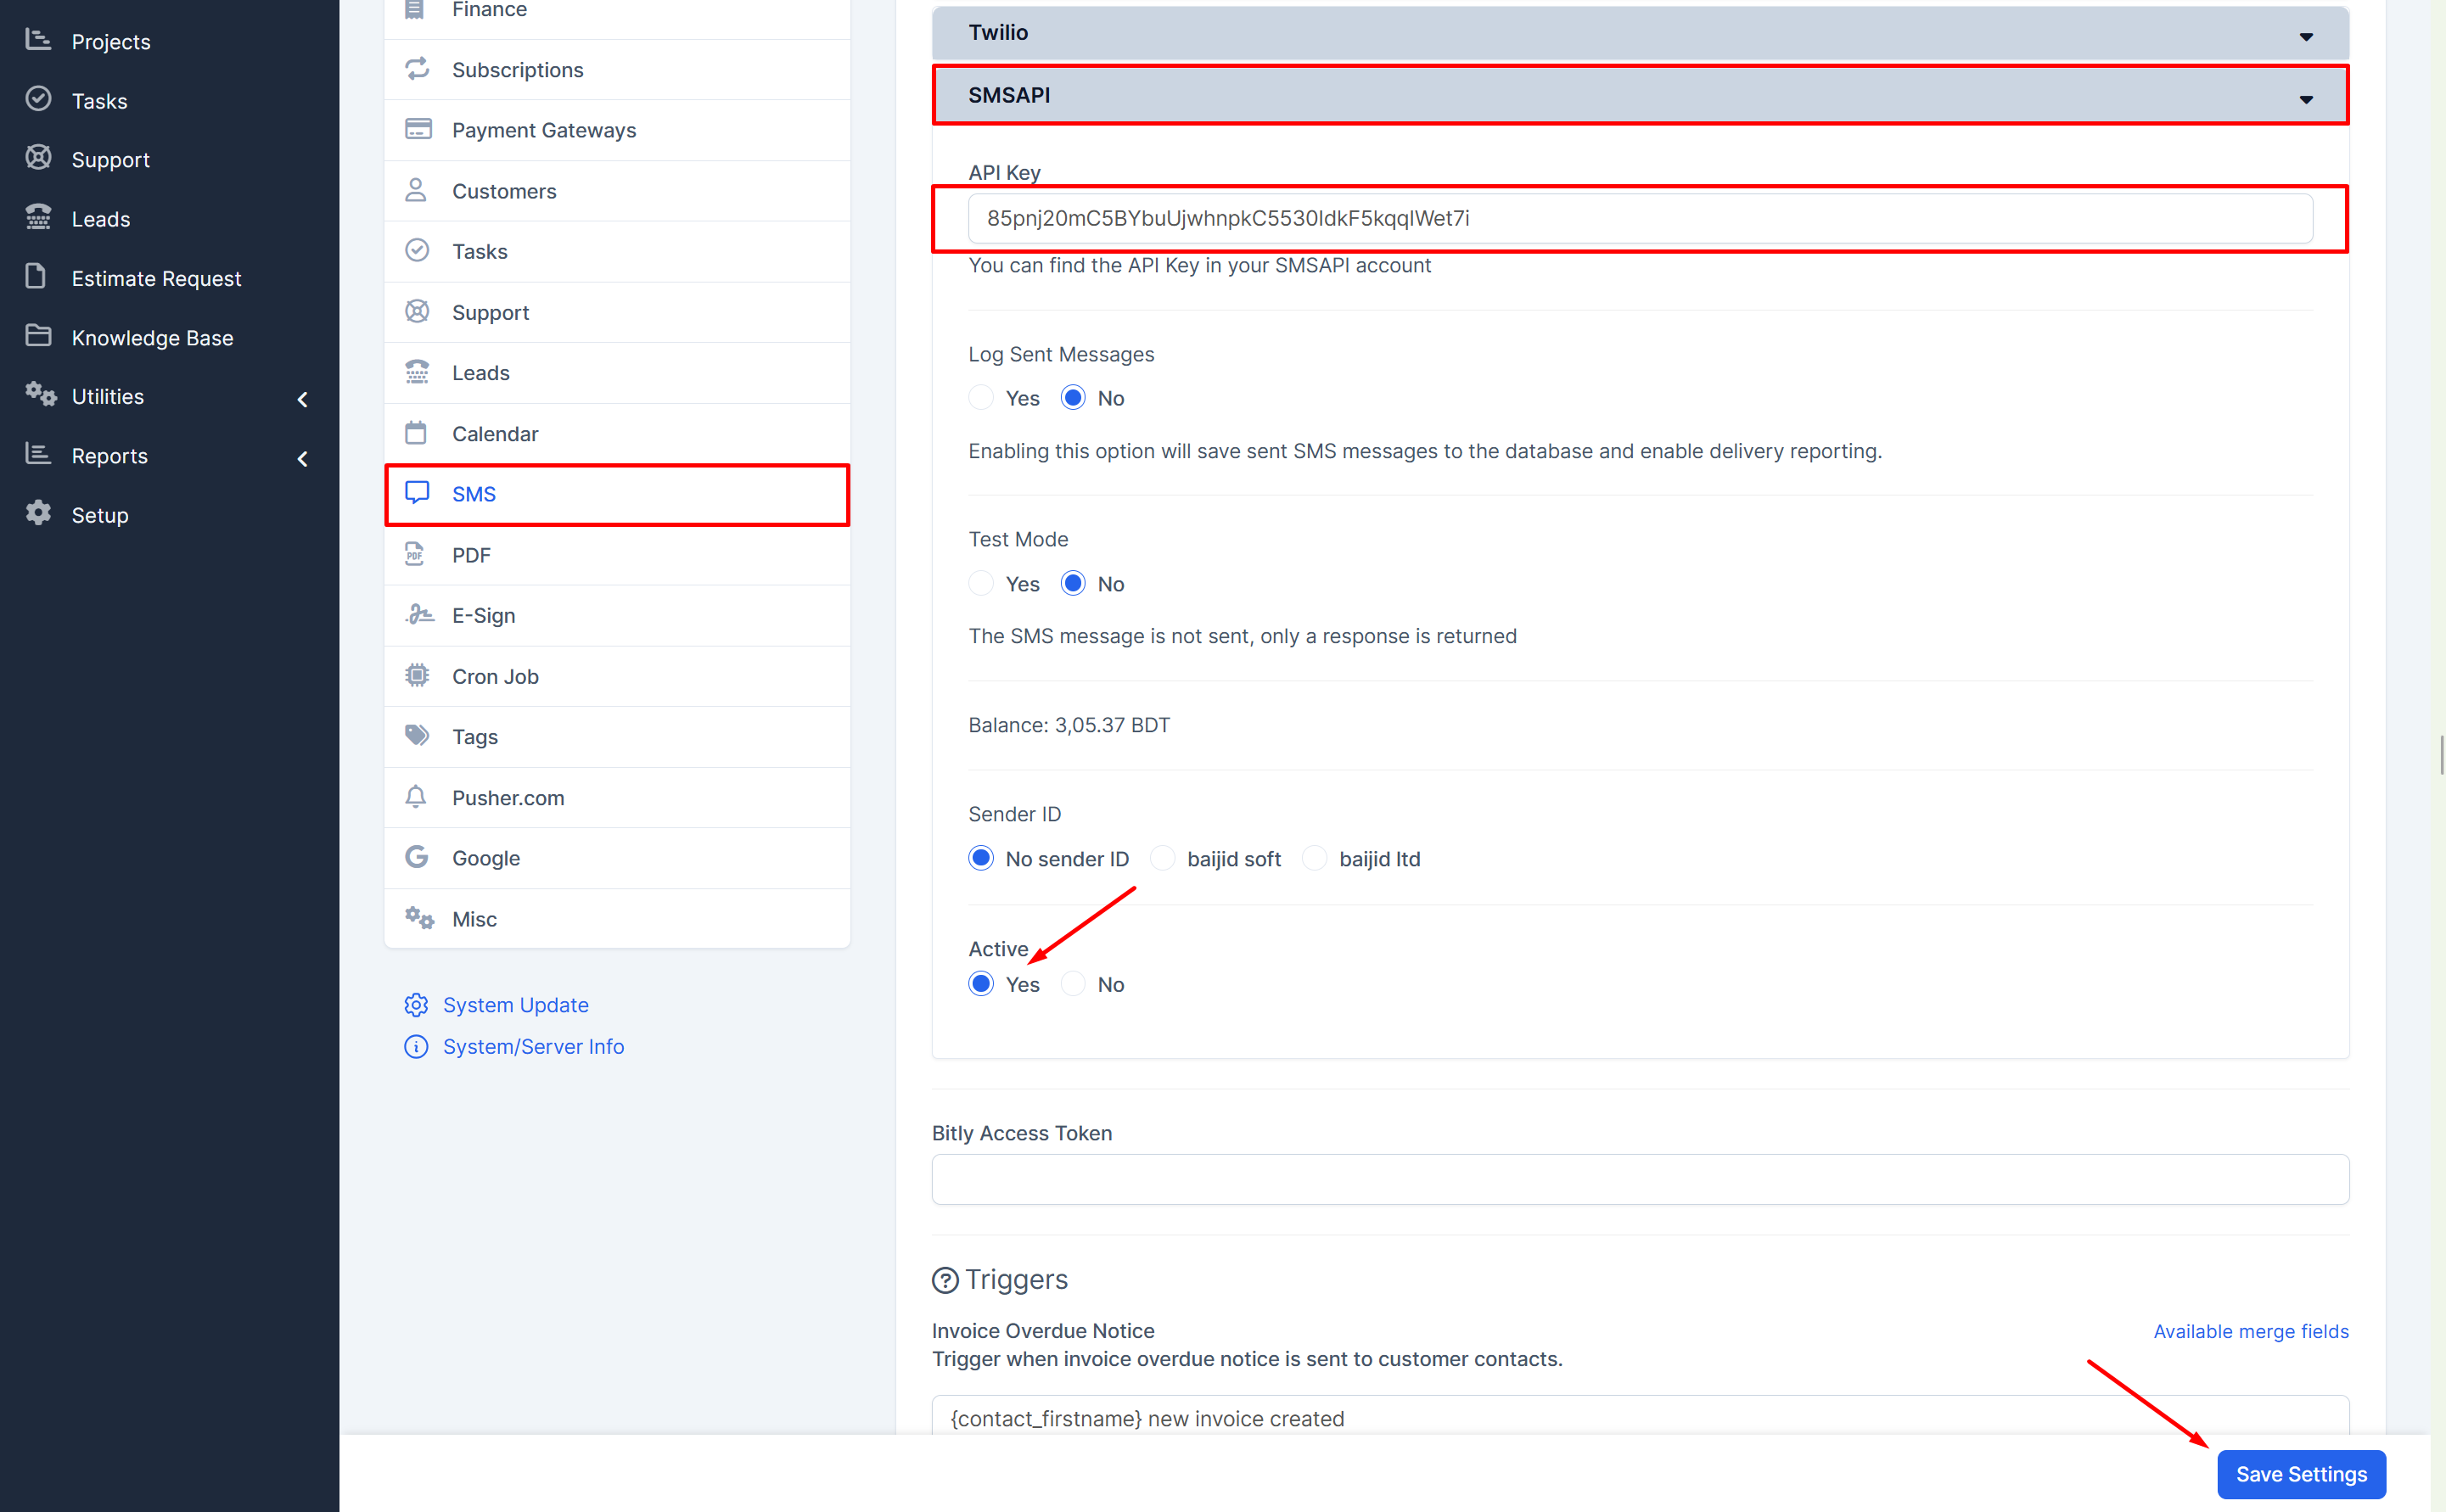 Projects
Tasks
Support
Leads
Estimate Request
Knowledge Base
Utilities
Reports
Setup
Finance
Subscriptions
Payment Gateways
Customers
Tasks
Support
Leads
Calendar
SMS
PDF
E-Sign
Cron Job
Tags
Pusher.com
Google
Misc
System Update
System/Server Info
Twilio
SMSAPI
API Key
85pnj20mC5BYbuUjwhnpkC5530IdkF5kqqIWet7i
You can find the API Key in your SMSAPI account
Log Sent Messages
Yes No
Enabling this option will save sent SMS messages to the database and enable delivery reporting.
Test Mode
Yes No
The SMS message is not sent, only a response is returned
Balance: 3,05.37 BDT
Sender ID
No sender ID baijid soft baijid ltd
Active
Yes No
Bitly Access Token
Triggers
Invoice Overdue Notice Available merge fields
Trigger when invoice overdue notice is sent to customer contacts.
{contact_firstname} new invoice created
Save Settings